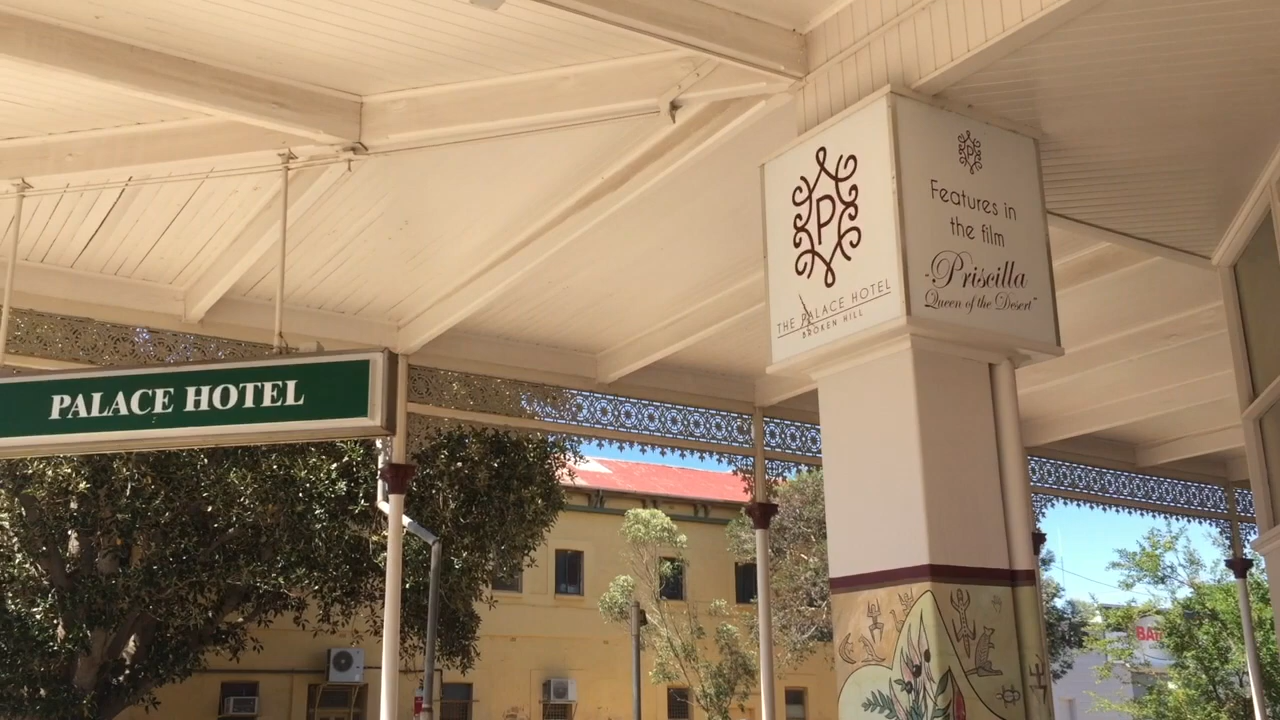 PALACE HOTEL
P
THE PALACE HOTEL
BROKEN HILL
P
Features in
the film
"Priscilla
Queen of the Desert"